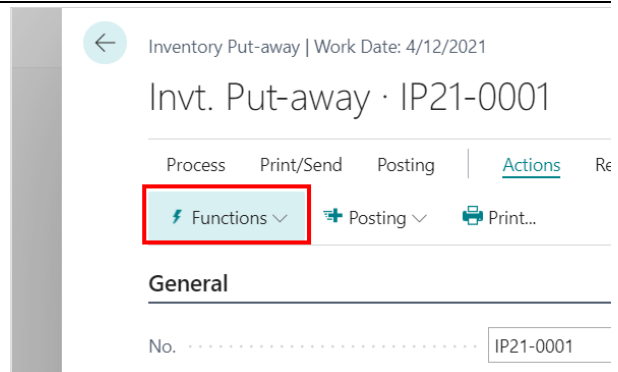 Inventory Put-away | Work Date: 4/12/2021
Invt. Put-away · IP21-0001
Process Print/Send Posting | Actions Re
Functions Posting Print...
General
No. IP21-0001